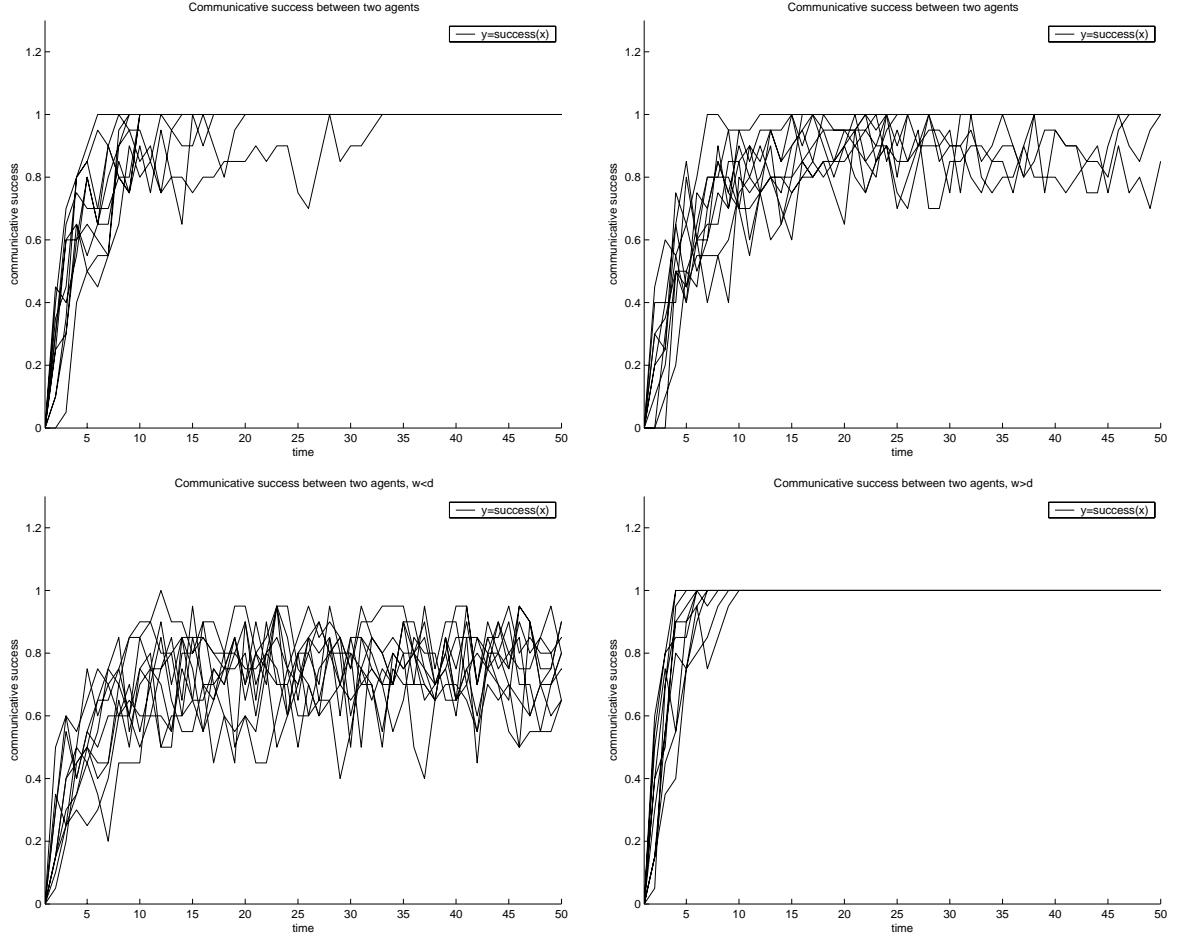 Communicative success between two agents
y=success(x)
1.2
1
0.8
0.6
0.4
0.2
0
communicative success
5 10 15 20 25 30 35 40 45 50
time
Communicative success between two agents
y=success(x)
1.2
1
0.8
0.6
0.4
0.2
0
communicative success
5 10 15 20 25 30 35 40 45 50
time
Communicative success between two agents, w<d
y=success(x)
1.2
1
0.8
0.6
0.4
0.2
0
communicative success
5 10 15 20 25 30 35 40 45 50
time
Communicative success between two agents, w>d
y=success(x)
1.2
1
0.8
0.6
0.4
0.2
0
communicative success
5 10 15 20 25 30 35 40 45 50
time